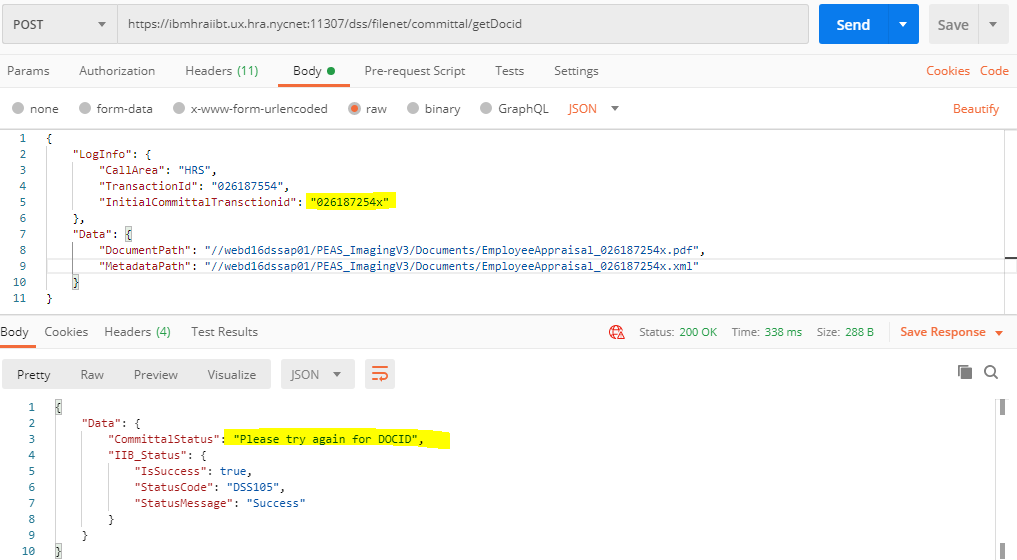 POST https://ibmhraiibt.ux.hra.nycnet:11307/dss/filenet/committal/getDocid Send Save
Params Authorization Headers (11) Body Pre-request Script Tests Settings Cookies Code
none form-data x-www-form-urlencoded raw binary GraphQL JSON Beautify
1 {
2 "LogInfo": {
3 "CallArea": "HRS",
4 "TransactionId": "026187554",
5 "InitialCommittalTransctionid": "026187254x"
6 },
7 "Data": {
8 "DocumentPath": "//webd16dssap01/PEAS_ImagingV3/Documents/EmployeeAppraisal_026187254x.pdf",
9 "MetadataPath": "//webd16dssap01/PEAS_ImagingV3/Documents/EmployeeAppraisal_026187254x.xml"
10 }
11 }
Body Cookies Headers (4) Test Results Status: 200 OK Time: 338 ms Size: 288 B Save Response
Pretty Raw Preview Visualize JSON
1 {
2 "Data": {
3 "CommittalStatus": "Please try again for DOCID",
4 "IIB_Status": {
5 "IsSuccess": true,
6 "StatusCode": "DSS105",
7 "StatusMessage": "Success"
8 }
9 }
10 }